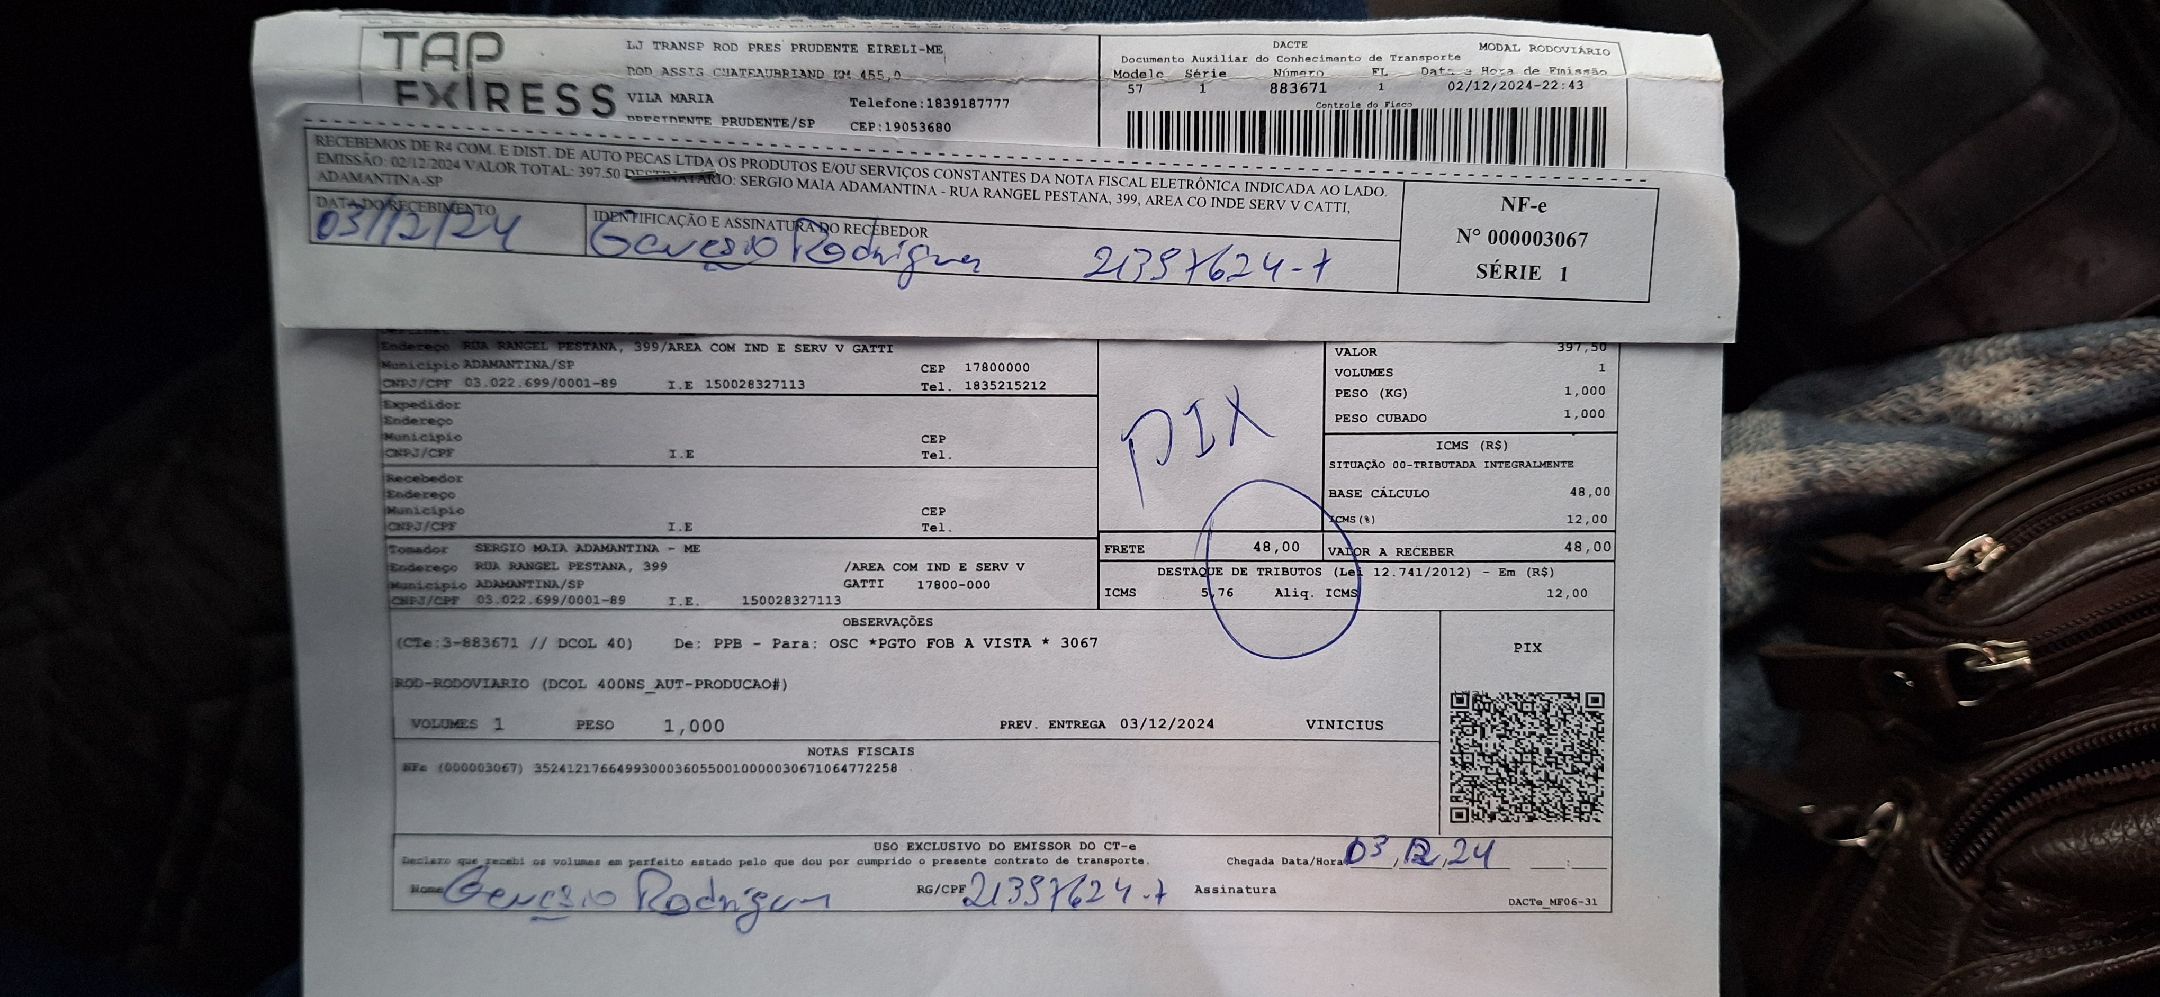 TAP EXPRESS
LJ TRANSP ROD PRES PRUDENTE EIRELI-ME
ROD ASSIS CHATEAUBRIAND KM 455,0
VILA MARIA Telefone:1839187777
PRESIDENTE PRUDENTE/SP CEP:19053680
DACTE MODAL RODOVIÁRIO
Documento Auxiliar do Conhecimento de Transporte
Modelo Série Número FL Data e Hora de Emissão
57 1 883671 1 02/12/2024-22:43
Controle do Fisco
RECEBEMOS DE R4 COM. E DIST. DE AUTO PECAS LTDA OS PRODUTOS E/OU SERVIÇOS CONSTANTES DA NOTA FISCAL ELETRÔNICA INDICADA AO LADO.
EMISSÃO: 02/12/2024 VALOR TOTAL: 397.50 DESTINATÁRIO: SERGIO MAIA ADAMANTINA - RUA RANGEL PESTANA, 399, AREA CO INDE SERV V CATTI,
ADAMANTINA-SP
DATA DO RECEBIMENTO
03/12/24
IDENTIFICAÇÃO E ASSINATURA DO RECEBEDOR
Genesio Rodrigues 21397624-7
NF-e
N° 000003067
SÉRIE 1
Endereço RUA RANGEL PESTANA, 399/AREA COM IND E SERV V GATTI
Município ADAMANTINA/SP CEP 17800000
CNPJ/CPF 03.022.699/0001-89 I.E 150028327113 Tel. 1835215212
Expedidor
Endereço
Município CEP
CNPJ/CPF I.E Tel.
Recebedor
Endereço
Município CEP
CNPJ/CPF I.E Tel.
Tomador SERGIO MAIA ADAMANTINA - ME
Endereço RUA RANGEL PESTANA, 399 /AREA COM IND E SERV V
Município ADAMANTINA/SP GATTI 17800-000
CNPJ/CPF 03.022.699/0001-89 I.E. 150028327113
PIX
VALOR 397,50
VOLUMES 1
PESO (KG) 1,000
PESO CUBADO 1,000
ICMS (R$)
SITUAÇÃO 00-TRIBUTADA INTEGRALMENTE
BASE CÁLCULO 48,00
ICMS(%) 12,00
FRETE 48,00 VALOR A RECEBER 48,00
DESTAQUE DE TRIBUTOS (Lei 12.741/2012) - Em (R$)
ICMS 5,76 Aliq. ICMS 12,00
OBSERVAÇÕES
(CTe:3-883671 // DCOL 40) De: PPB - Para: OSC *PGTO FOB A VISTA * 3067
ROD-RODOVIARIO (DCOL 400NS_AUT-PRODUCAO#)
VOLUMES 1 PESO 1,000 PREV. ENTREGA 03/12/2024 VINICIUS
PIX
NOTAS FISCAIS
NFe (000003067) 35241217664993000360550010000030671064772258
USO EXCLUSIVO DO EMISSOR DO CT-e
Declaro que recebi os volumes em perfeito estado pelo que dou por cumprido o presente contrato de transporte. Chegada Data/Hora 03,12,24 :
Nome Genesio Rodrigues RG/CPF 21397624-7 Assinatura
DACTe_MF06-31